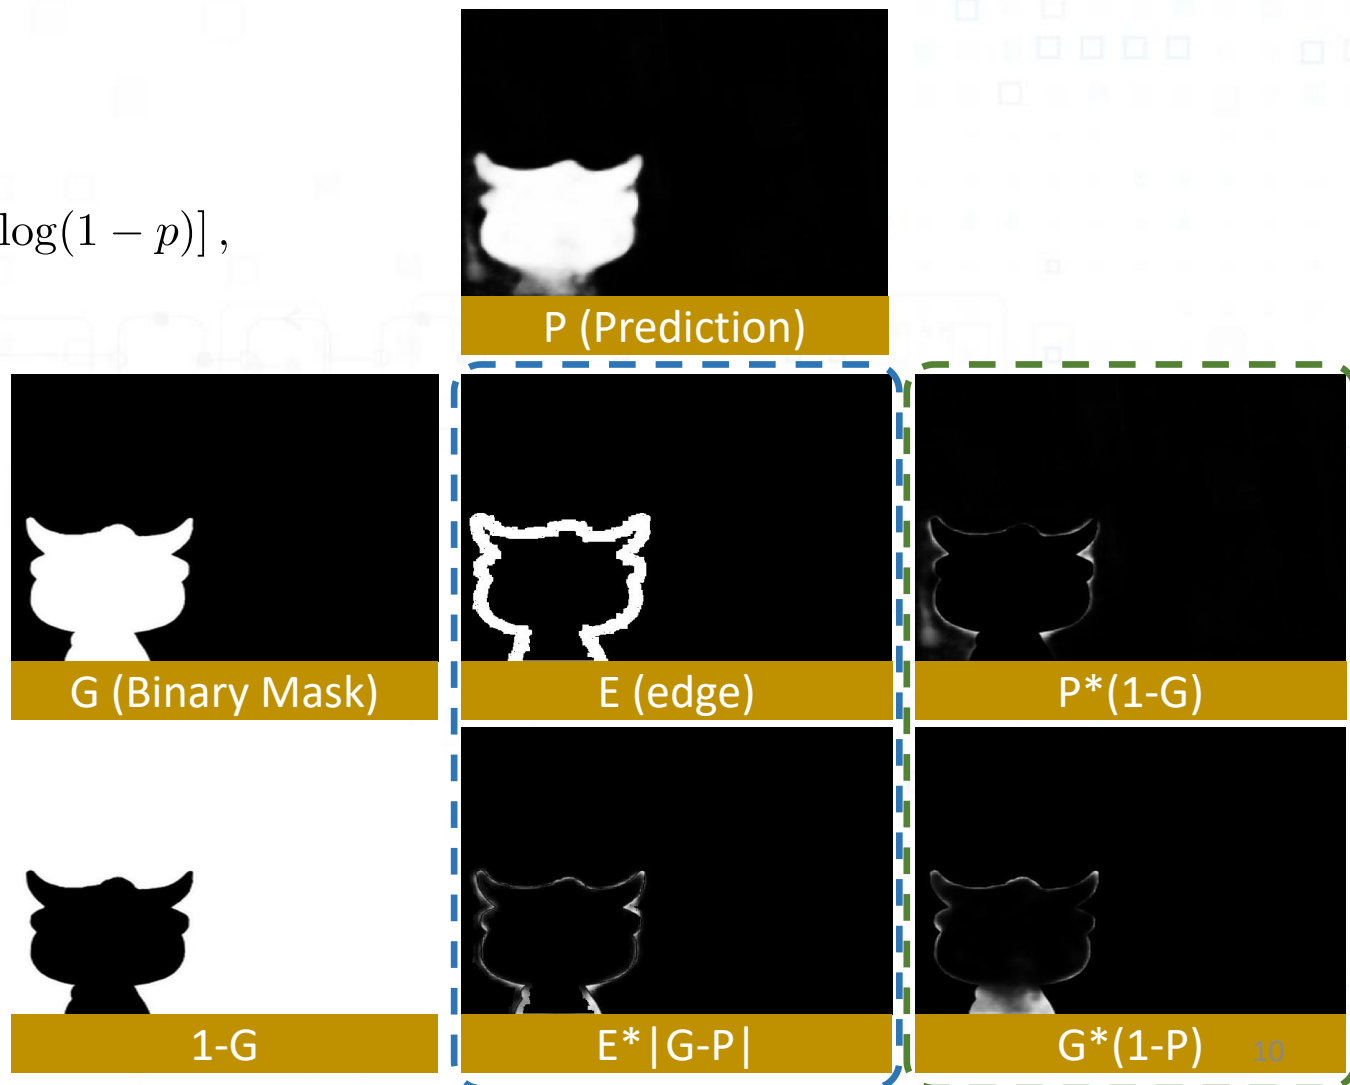 log(1 − p)] ,
P (Prediction)
G (Binary Mask)
E (edge)
P*(1-G)
1-G
E*|G-P|
G*(1-P)
10